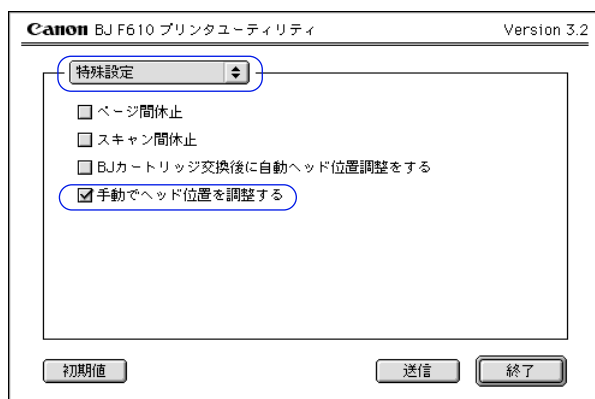 Canon BJ F610 プリンタユーティリティ Version 3.2
特殊設定
ページ間休止
スキャン間休止
BJカートリッジ交換後に自動ヘッド位置調整をする
手動でヘッド位置を調整する
初期値 送信 終了